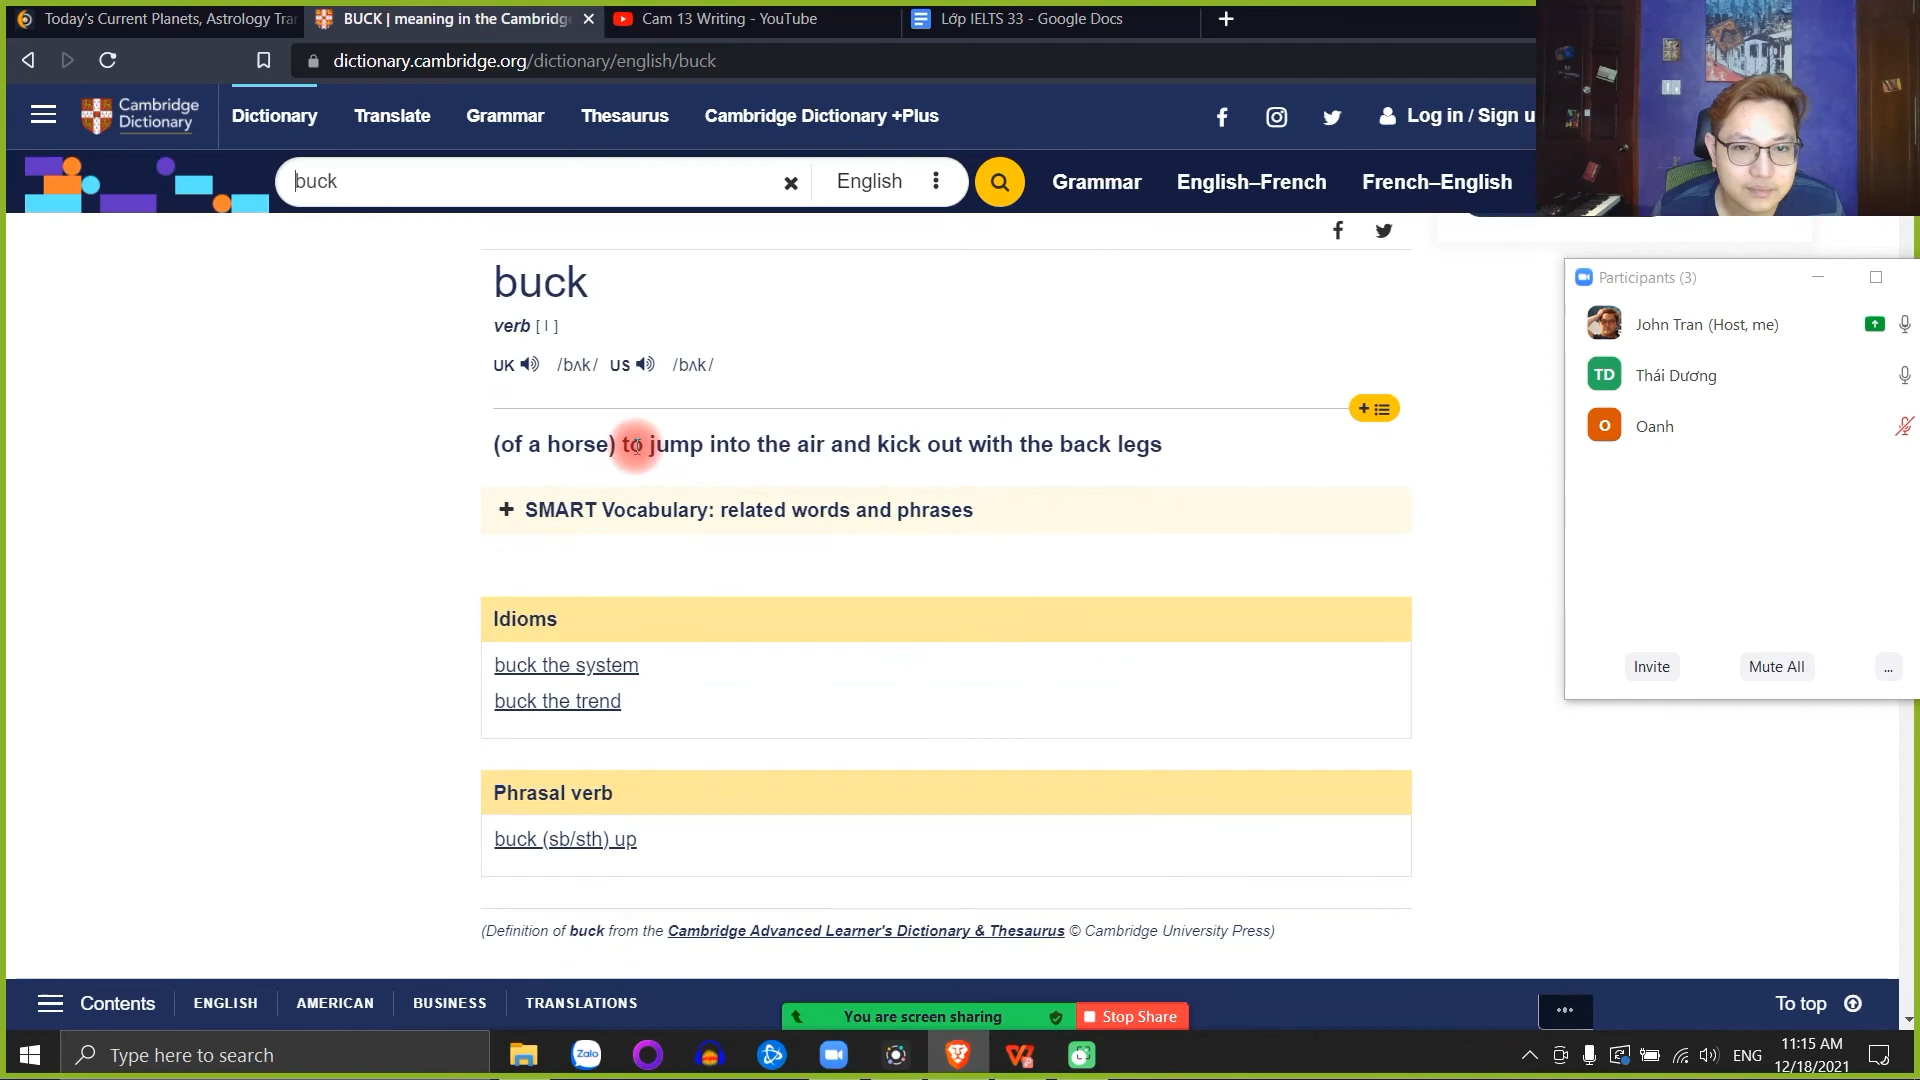 Today's Current Planets, Astrology Tra
BUCK | meaning in the Cambridg
Cam 13 Writing - YouTube
Lớp IELTS 33 - Google Docs
dictionary.cambridge.org/dictionary/english/buck
Cambridge
Dictionary
Dictionary
Translate
Grammar
Thesaurus
Cambridge Dictionary +Plus
Log in / Sign u
buck
English
Grammar
English–French
French–English
buck
verb [ I ]
UK /bʌk/ US /bʌk/
(of a horse) to jump into the air and kick out with the back legs
+ SMART Vocabulary: related words and phrases
Idioms
buck the system
buck the trend
Phrasal verb
buck (sb/sth) up
(Definition of buck from the Cambridge Advanced Learner's Dictionary & Thesaurus © Cambridge University Press)
Participants (3)
John Tran (Host, me)
TD Thái Dương
O Oanh
Invite
Mute All
...
Contents
ENGLISH
AMERICAN
BUSINESS
TRANSLATIONS
To top
You are screen sharing
Stop Share
Type here to search
Zalo
ENG
11:15 AM
12/18/2021